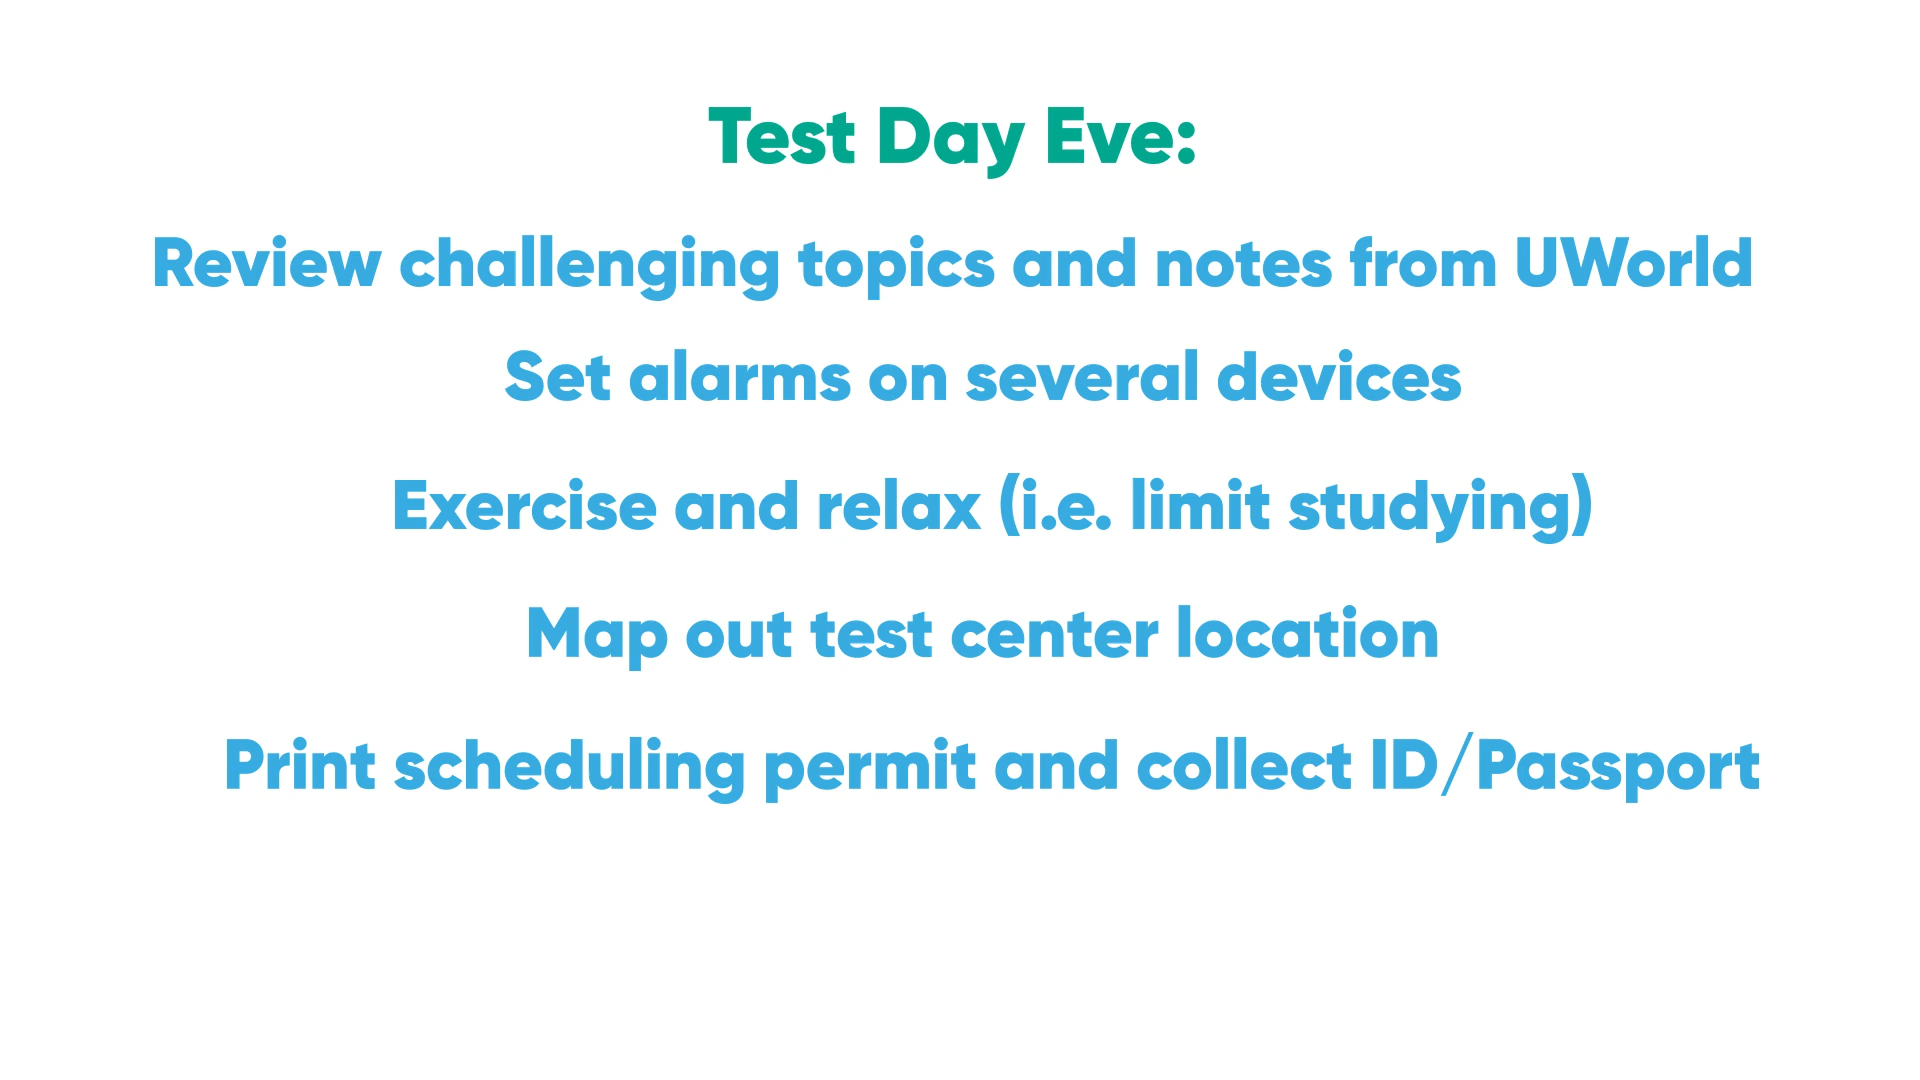 Test Day Eve:
Review challenging topics and notes from UWorld
Set alarms on several devices
Exercise and relax (i.e. limit studying)
Map out test center location
Print scheduling permit and collect ID/Passport